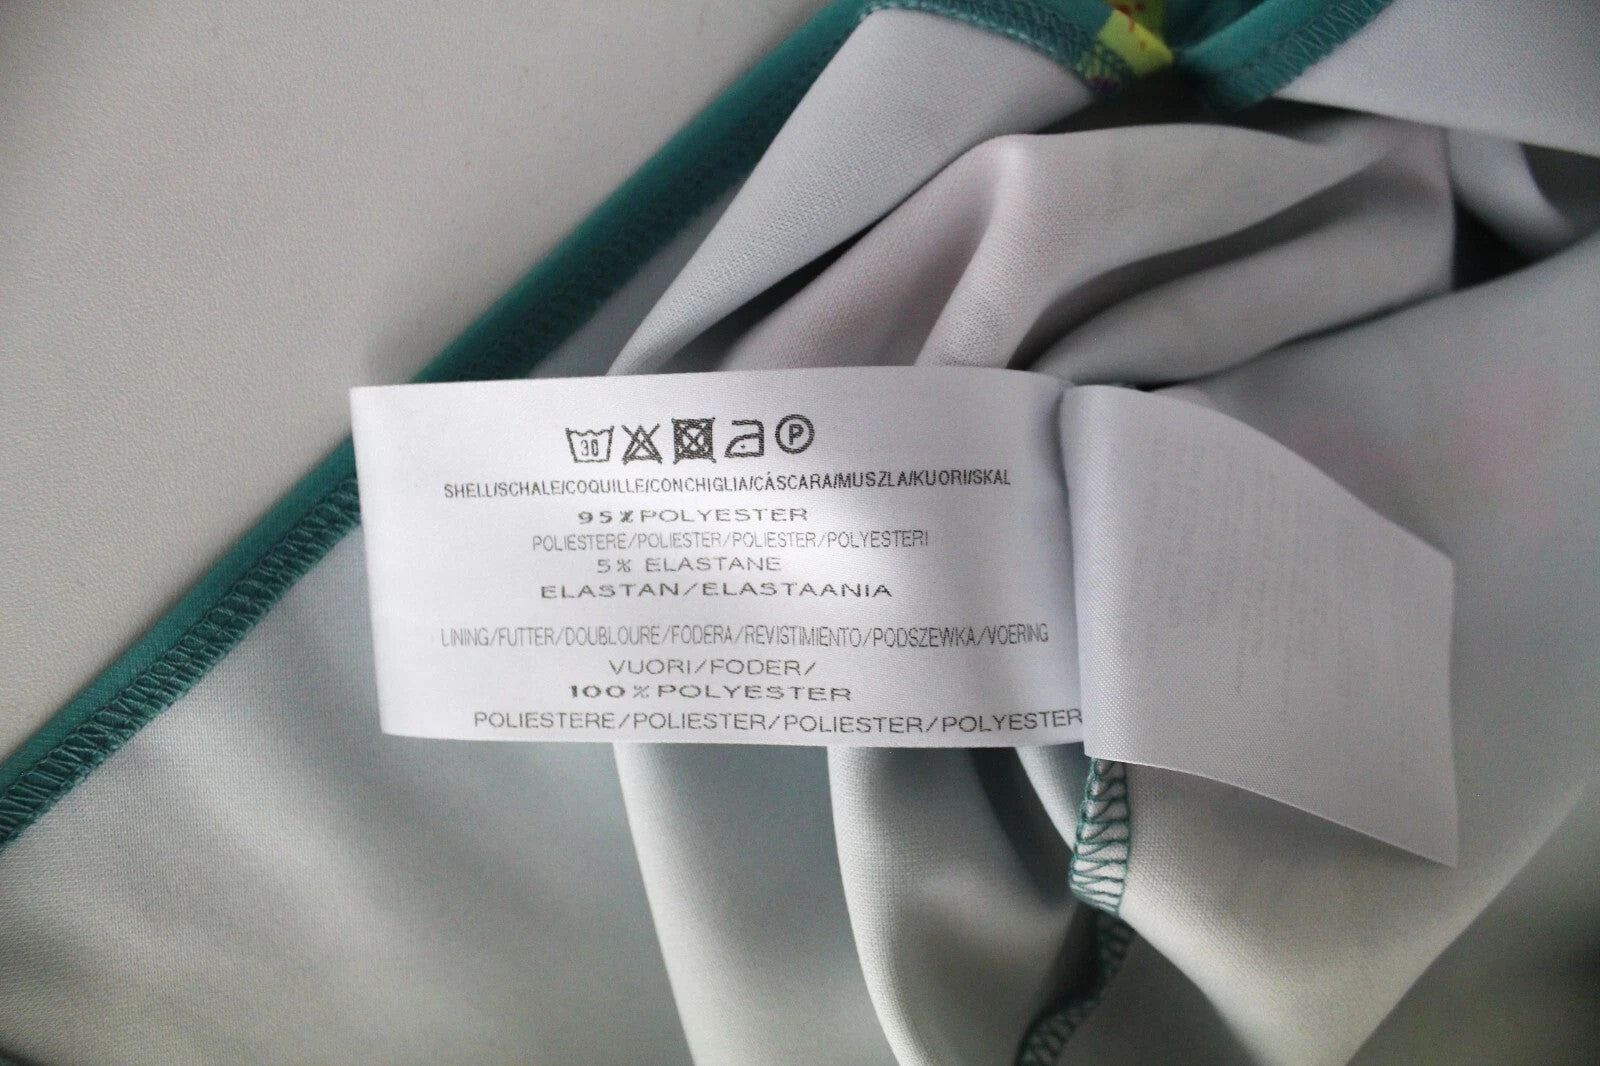 30 P
SHELL/SCHALE/COQUILLE/CONCHIGLIA/CÁSCARA/MUSZLA/KUORI/SKAL
95%POLYESTER
POLIESTERE/POLIESTER/POLIESTER/POLYESTERI
5% ELASTANE
ELASTAN/ELASTAANIA
LINING/FUTTER/DOUBLOURE/FODERA/REVISTIMIENTO/PODSZEWKA/VOERING
VUORI/FODER/
100%POLYESTER
POLIESTERE/POLIESTER/POLIESTER/POLYESTER